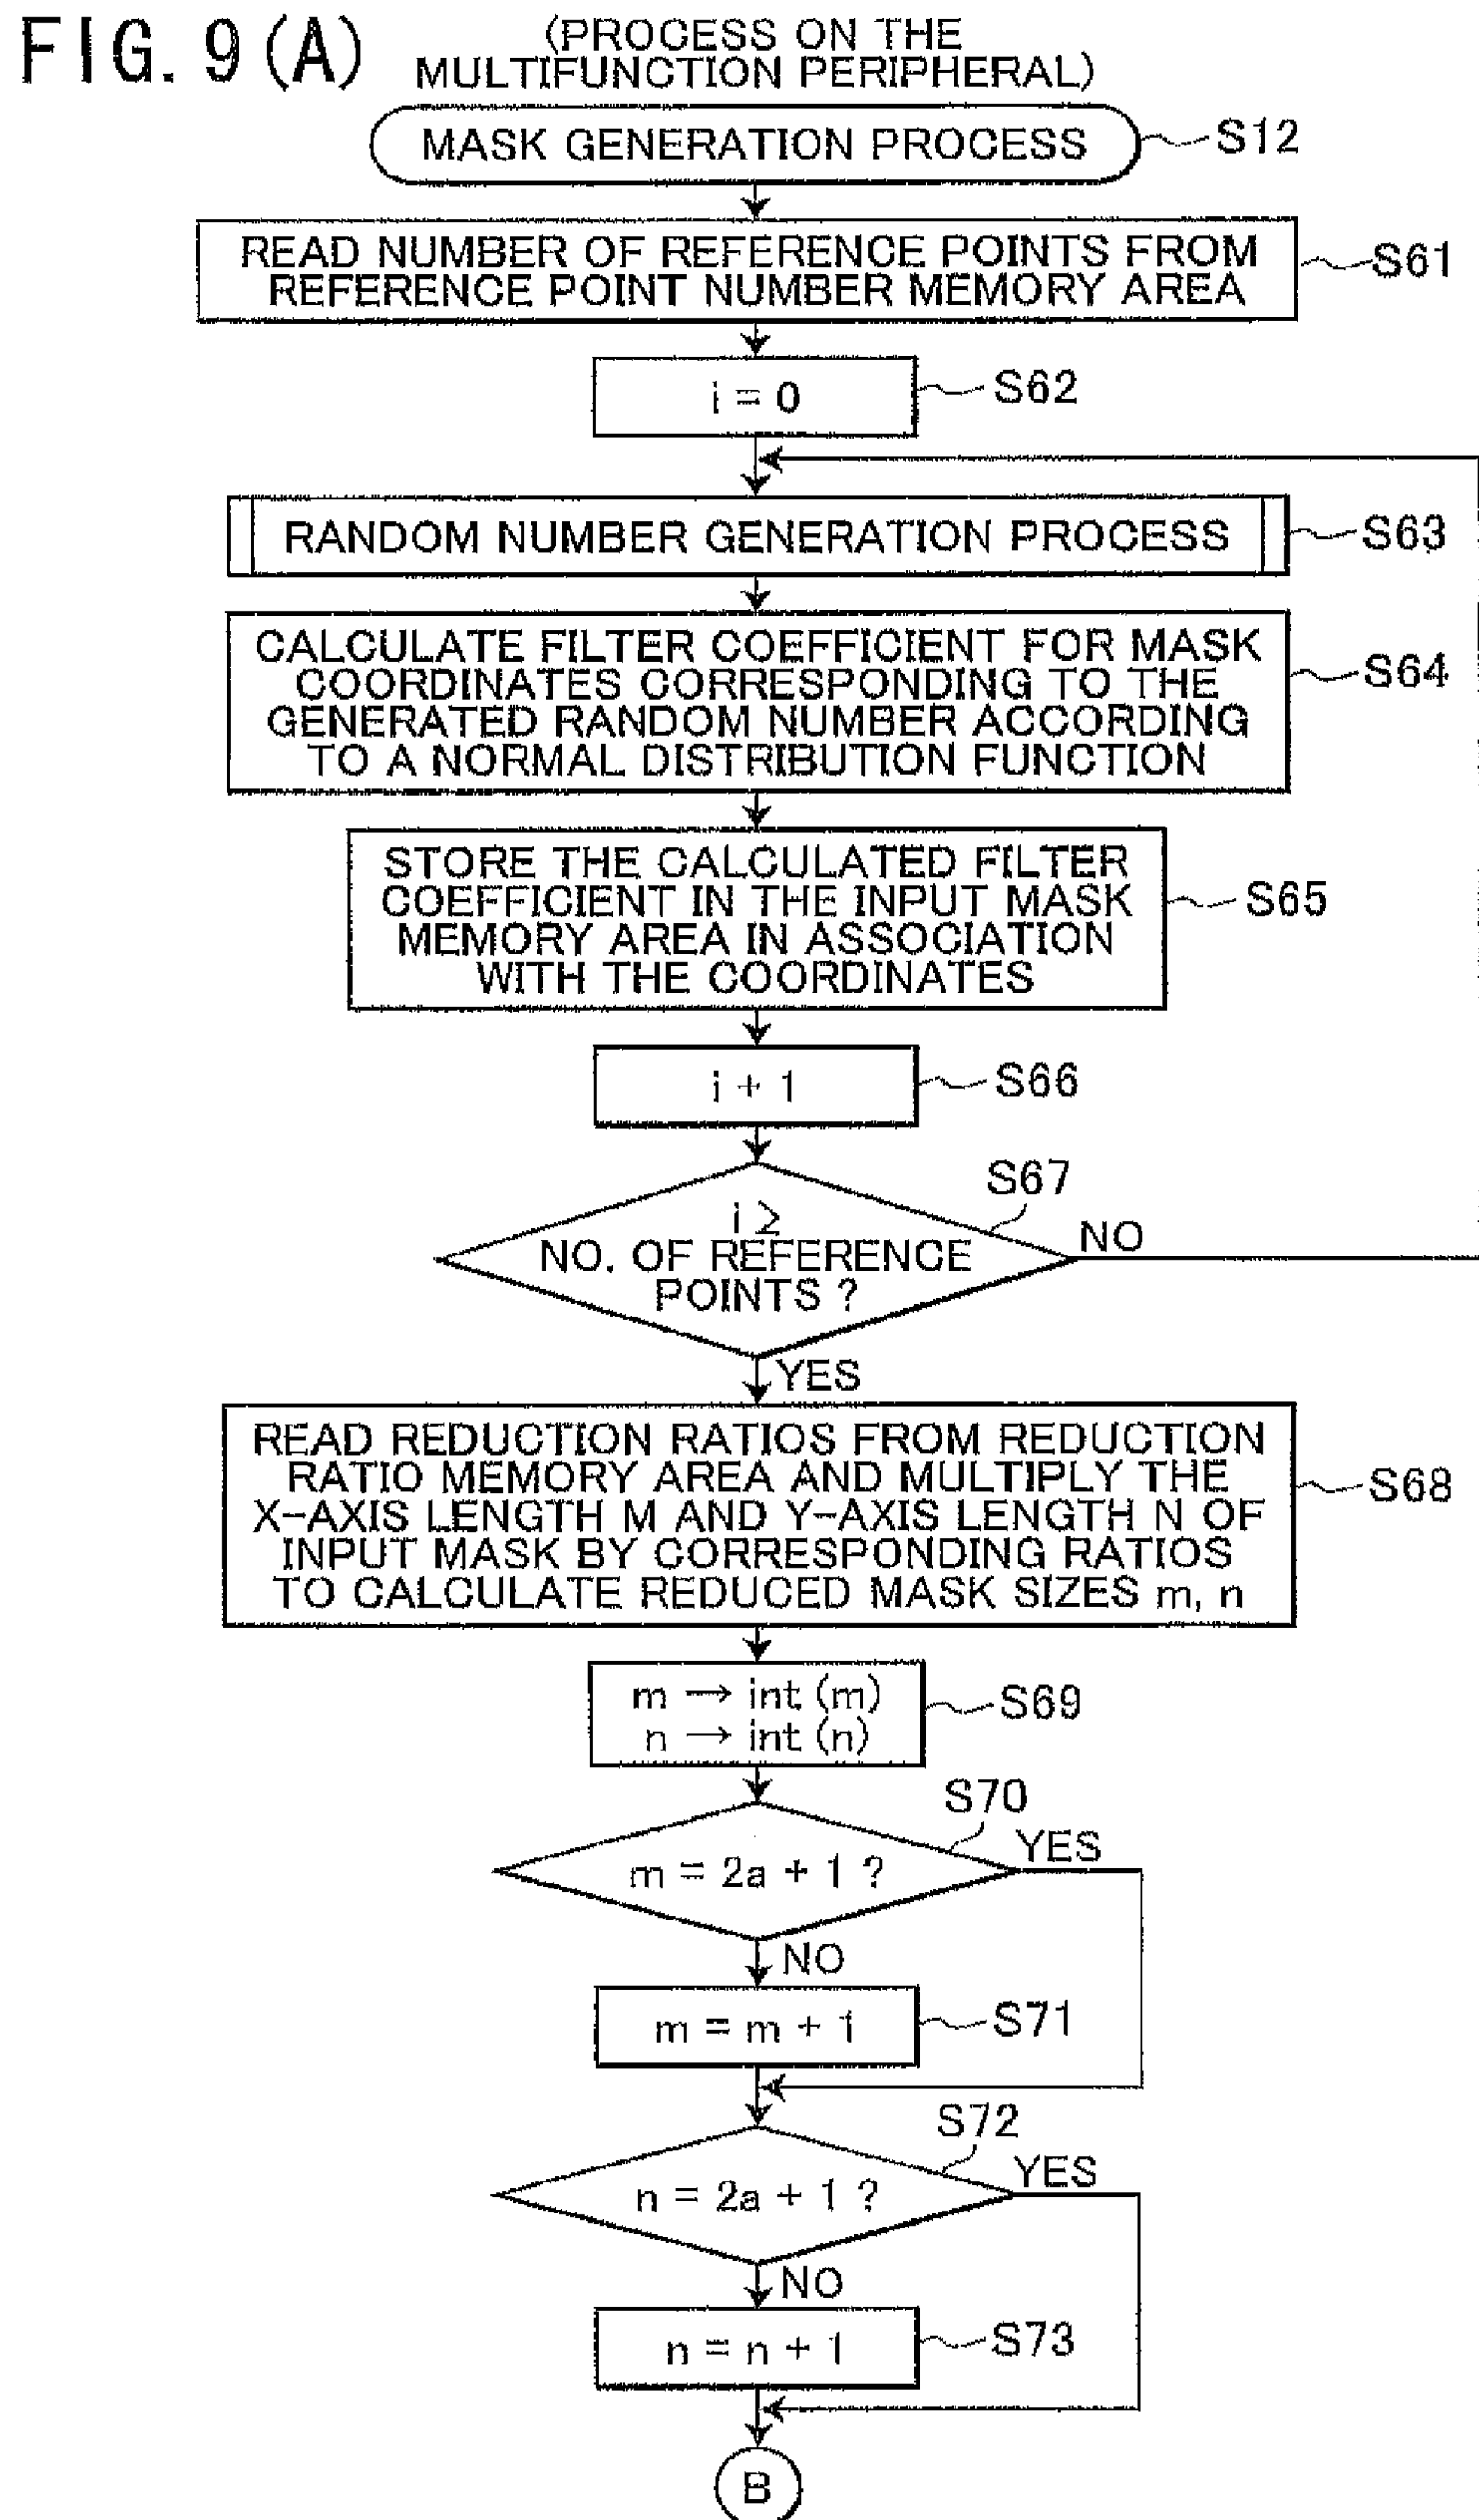 FIG. 9(A)
(PROCESS ON THE
MULTIFUNCTION PERIPHERAL)
MASK GENERATION PROCESS
S12
READ NUMBER OF REFERENCE POINTS FROM
REFERENCE POINT NUMBER MEMORY AREA
S61
i = 0
S62
RANDOM NUMBER GENERATION PROCESS
S63
CALCULATE FILTER COEFFICIENT FOR MASK
COORDINATES CORRESPONDING TO THE
GENERATED RANDOM NUMBER ACCORDING
TO A NORMAL DISTRIBUTION FUNCTION
S64
STORE THE CALCULATED FILTER
COEFFICIENT IN THE INPUT MASK
MEMORY AREA IN ASSOCIATION
WITH THE COORDINATES
S65
i + 1
S66
S67
i ≥
NO. OF REFERENCE
POINTS ?
NO
YES
READ REDUCTION RATIOS FROM REDUCTION
RATIO MEMORY AREA AND MULTIPLY THE
X-AXIS LENGTH M AND Y-AXIS LENGTH N OF
INPUT MASK BY CORRESPONDING RATIOS
TO CALCULATE REDUCED MASK SIZES m, n
S68
m → int (m)
n → int (n)
S69
S70
m = 2a + 1 ?
YES
NO
m = m + 1
S71
S72
n = 2a + 1 ?
YES
NO
n = n + 1
S73
B